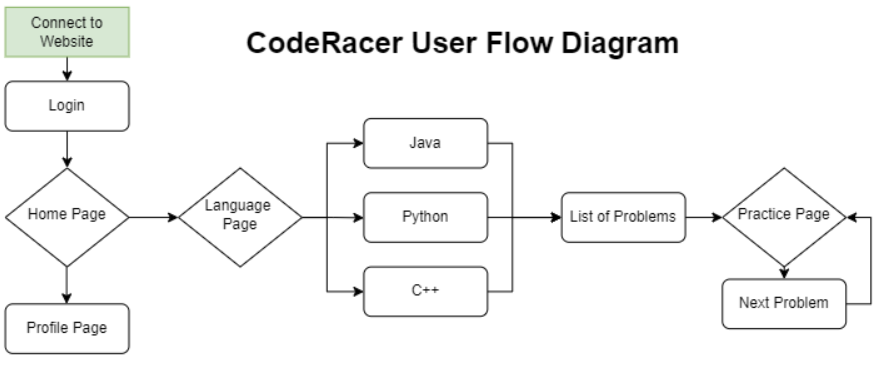 Connect to
Website
CodeRacer User Flow Diagram
Login
Home Page
Language
Page
Java
Python
C++
List of Problems
Practice Page
Next Problem
Profile Page